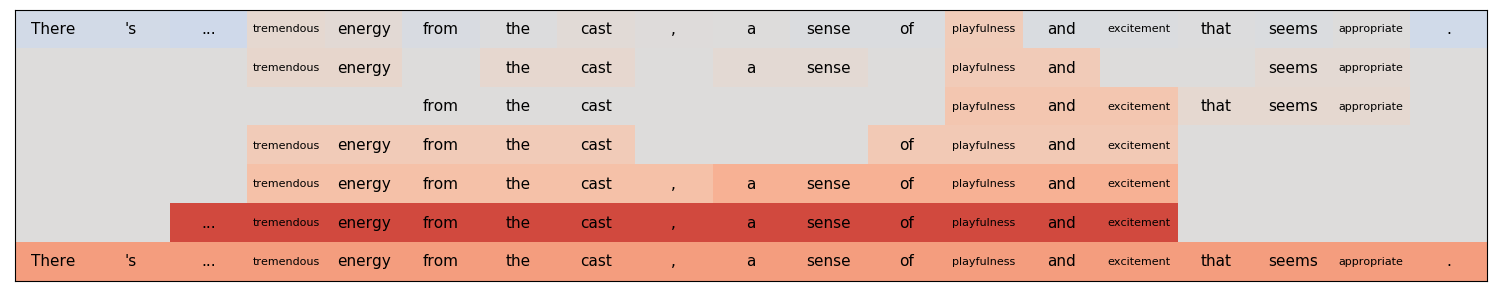 There 's ... tremendous energy from the cast , a sense of playfulness and excitement that seems appropriate .
tremendous energy the cast a sense playfulness and seems appropriate
from the cast playfulness and excitement that seems appropriate
tremendous energy from the cast of playfulness and excitement
tremendous energy from the cast , a sense of playfulness and excitement
... tremendous energy from the cast , a sense of playfulness and excitement
There 's ... tremendous energy from the cast , a sense of playfulness and excitement that seems appropriate .